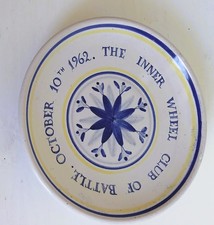 THE INNER WHEEL CLUB OF BATTLE. OCTOBER 10TH 1962.